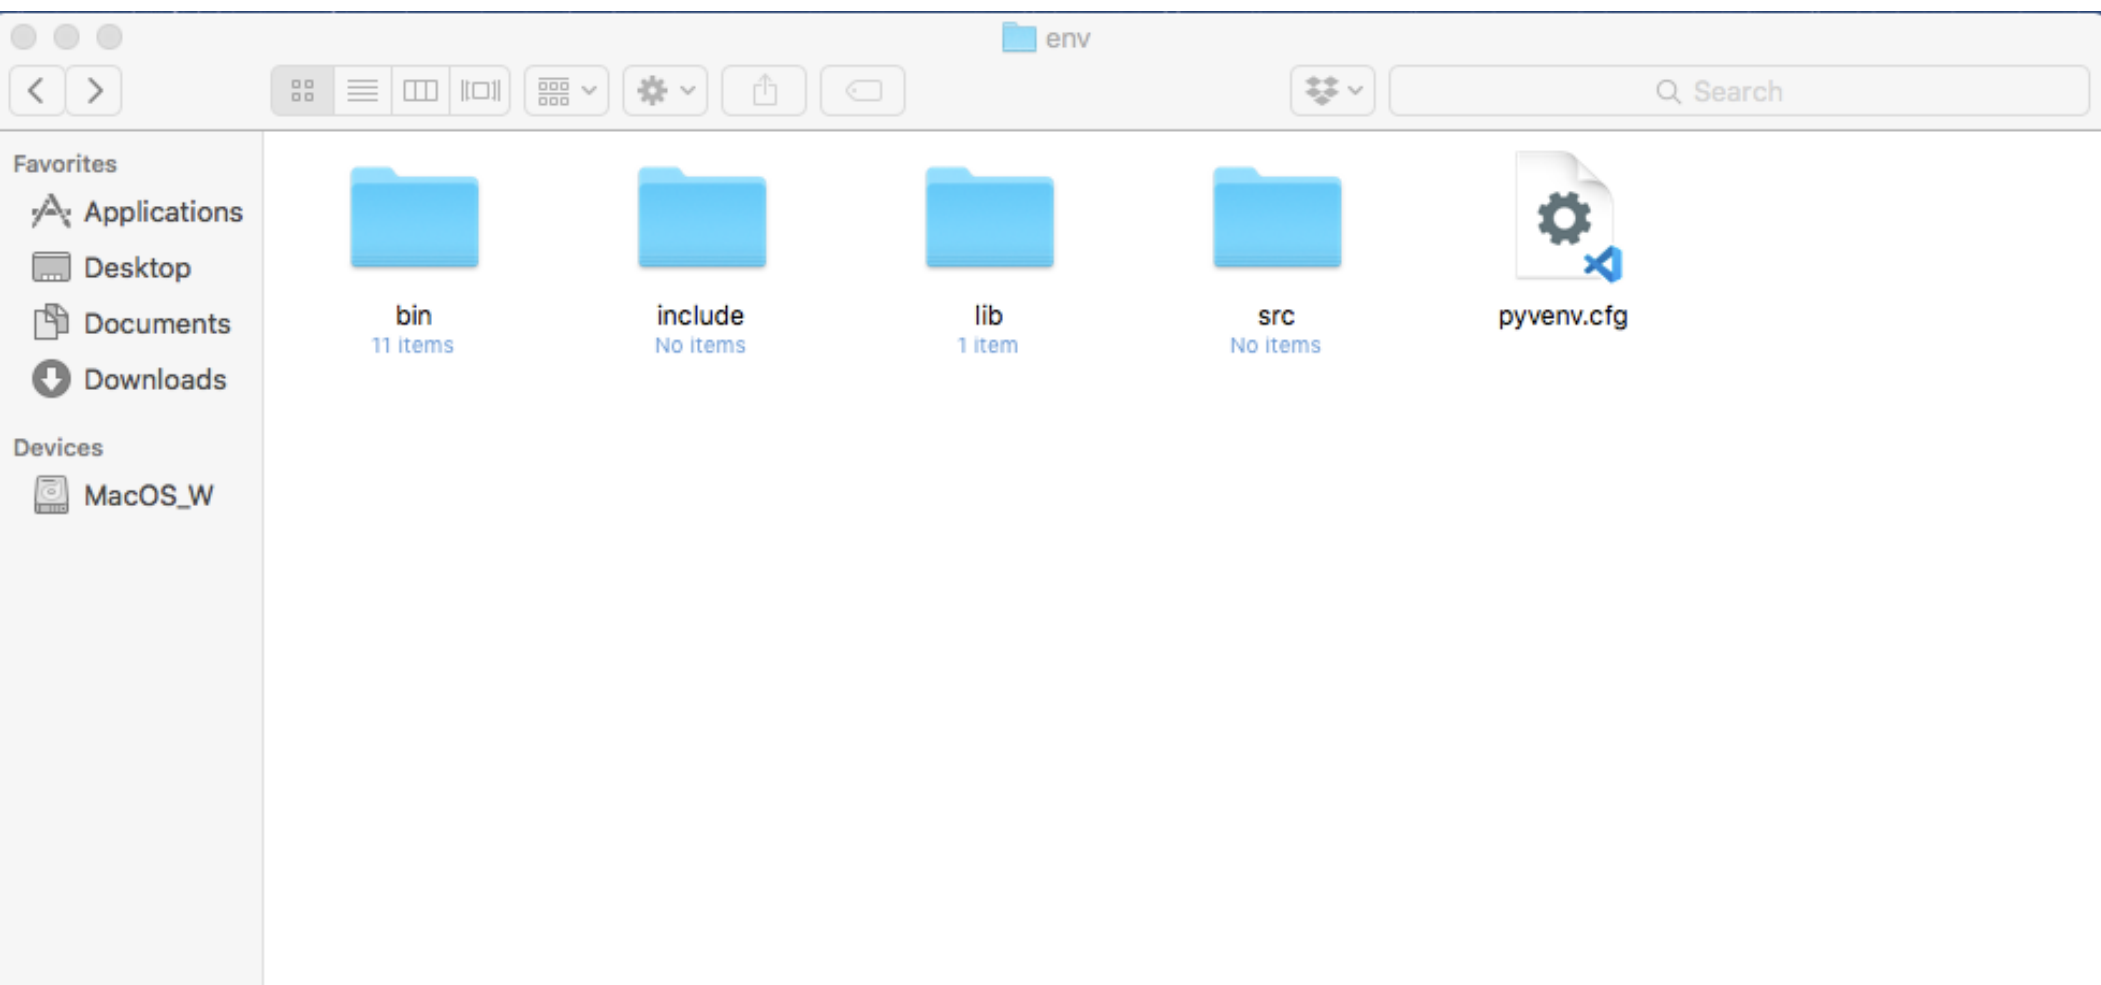 env
Search
Favorites
Applications
Desktop
Documents
Downloads
Devices
MacOS_W
bin
11 items
include
No items
lib
1 item
src
No items
pyvenv.cfg